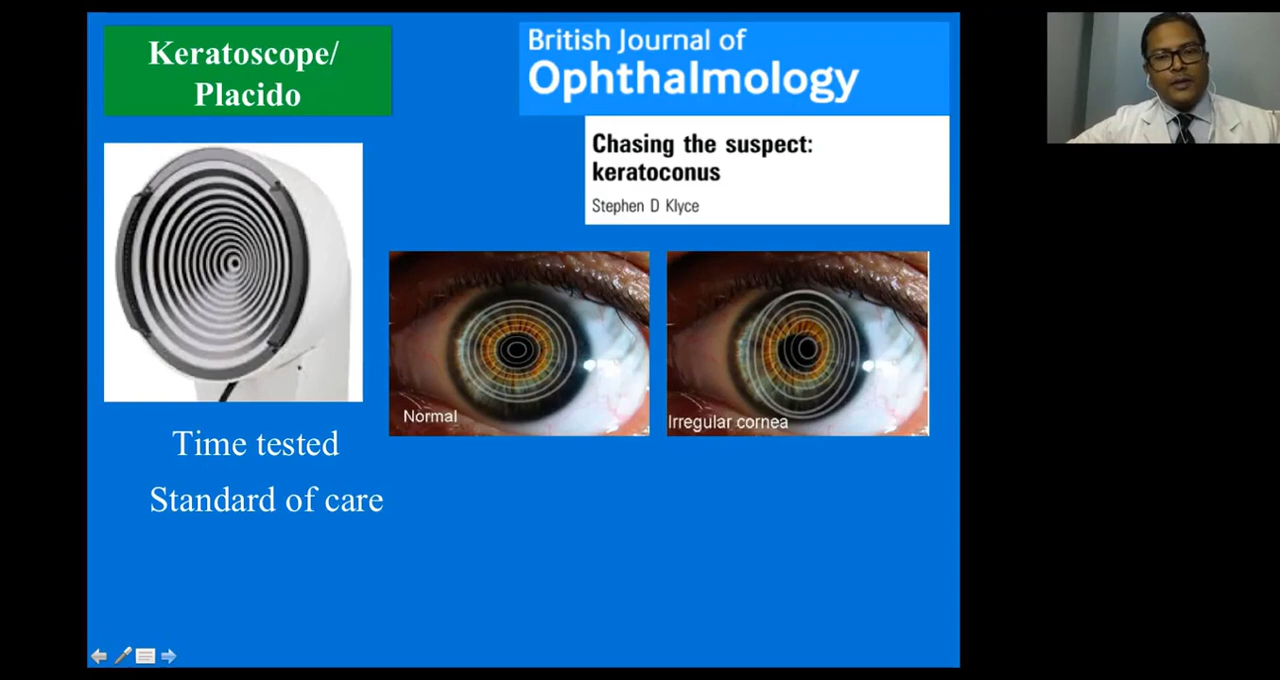 Keratoscope/
Placido
British Journal of
Ophthalmology
Chasing the suspect:
keratoconus
Stephen D Klyce
Normal
Irregular cornea
Time tested
Standard of care